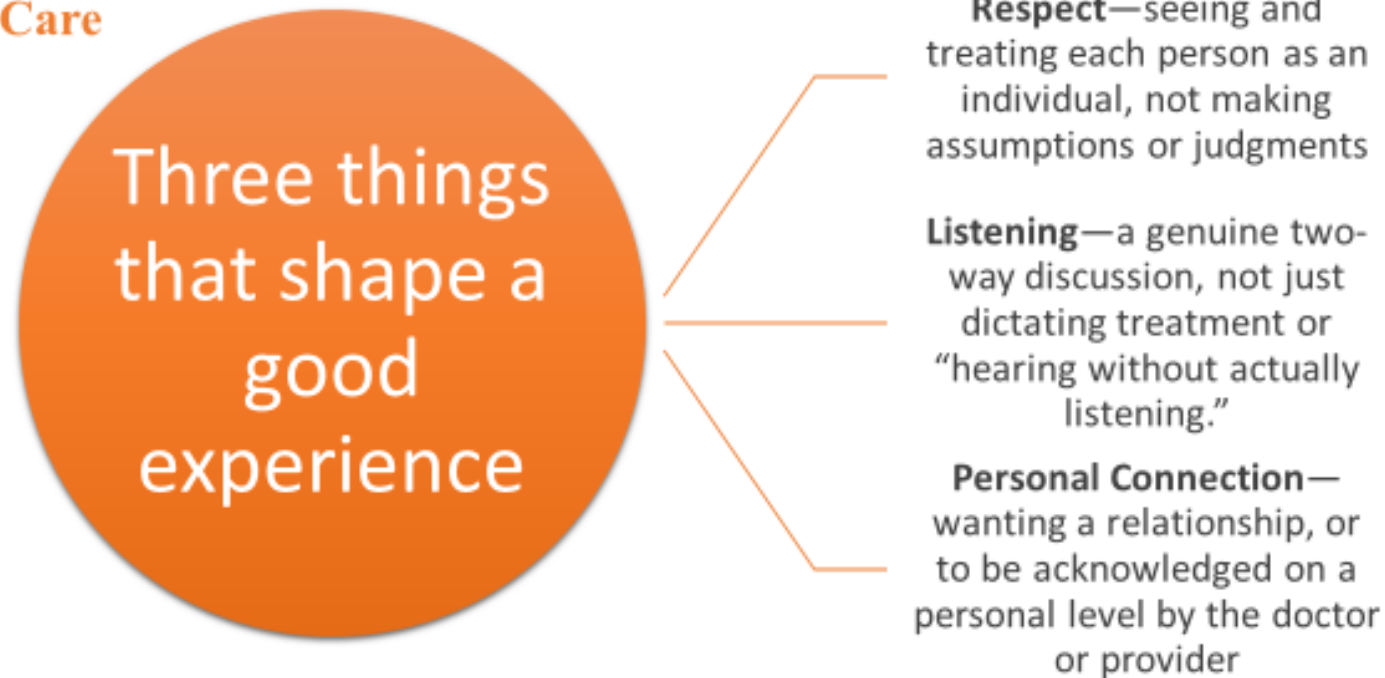 Care
Three things
that shape a
good
experience
Respect—seeing and
treating each person as an
individual, not making
assumptions or judgments
Listening—a genuine two-
way discussion, not just
dictating treatment or
“hearing without actually
listening.”
Personal Connection—
wanting a relationship, or
to be acknowledged on a
personal level by the doctor
or provider